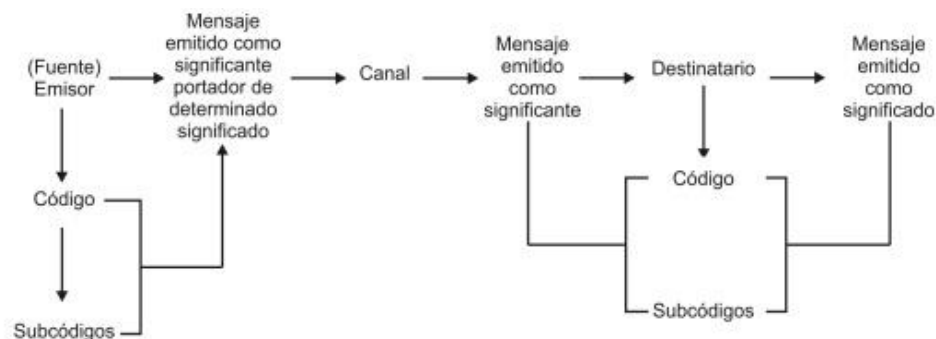 (Fuente)
Emisor
Mensaje
emitido como
significante
portador de
determinado
significado
Canal
Mensaje
emitido
como
significante
Destinatario
Mensaje
emitido
como
significado
Código
Subcódigos
Código
Subcódigos